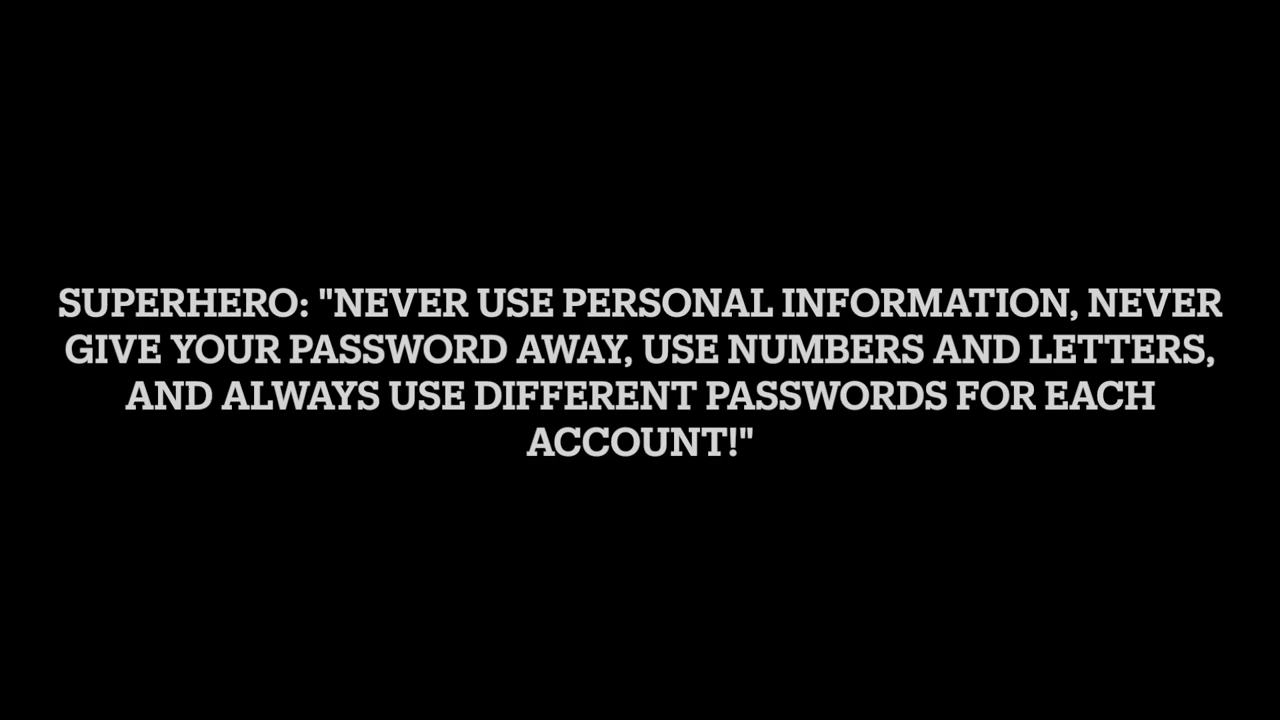 SUPERHERO: "NEVER USE PERSONAL INFORMATION, NEVER
GIVE YOUR PASSWORD AWAY, USE NUMBERS AND LETTERS,
AND ALWAYS USE DIFFERENT PASSWORDS FOR EACH
ACCOUNT!"